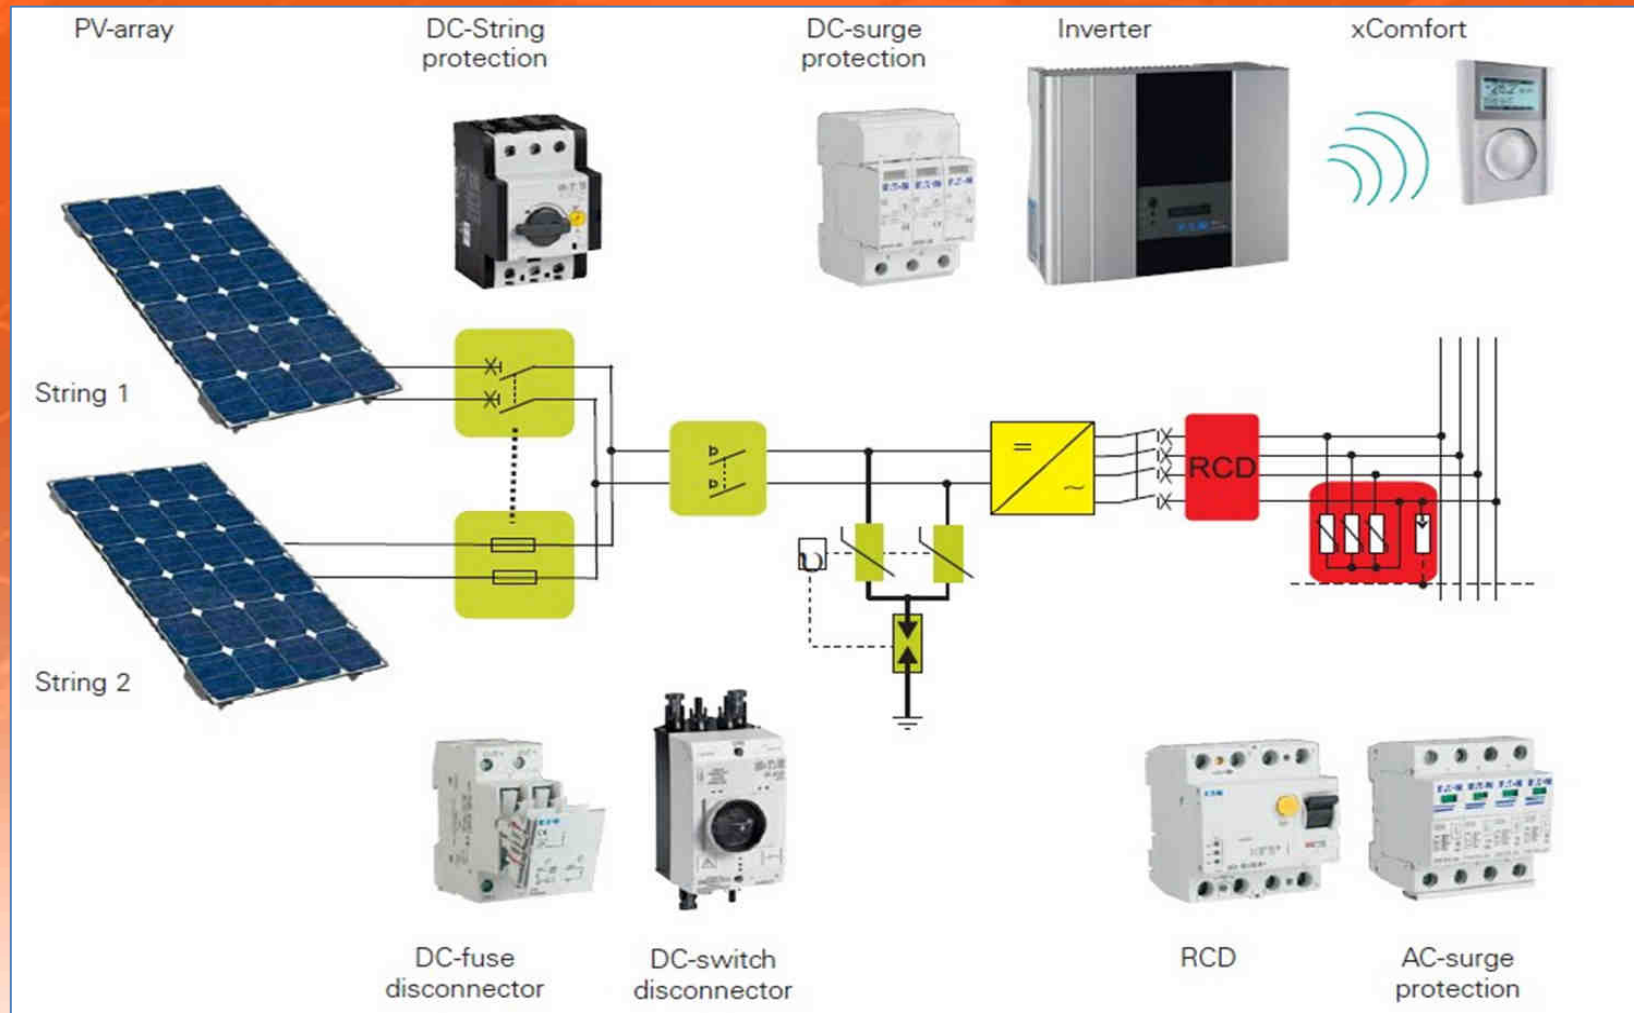 PV-array
DC-String
protection
DC-surge
protection
Inverter
xComfort
String 1
RCD
String 2
DC-fuse
disconnector
DC-switch
disconnector
RCD
AC-surge
protection